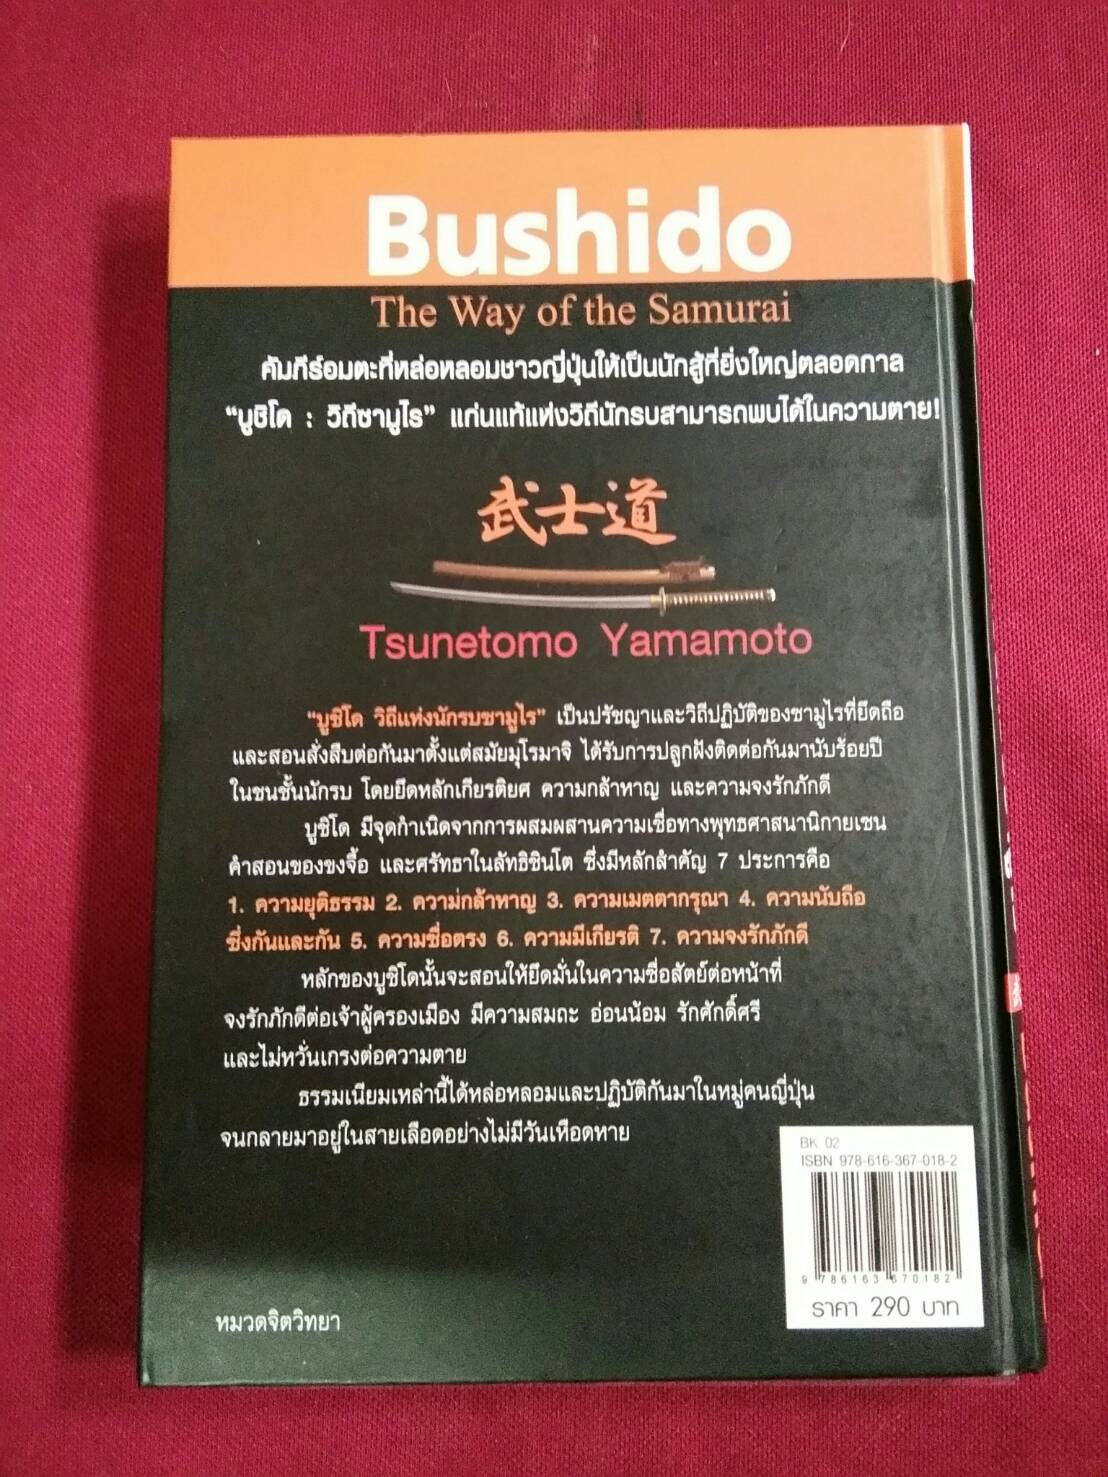 Bushido
The Way of the Samurai
คัมภีร์อมตะที่หล่อหลอมชาวญี่ปุ่นให้เป็นนักสู้ที่ยิ่งใหญ่ตลอดกาล
“บูชิโด : วิถีซามูไร” แก่นแท้แห่งวิถีนักรบสามารถพบได้ในความตาย!
武士道
Tsunetomo Yamamoto
“บูชิโด วิถีแห่งนักรบซามูไร” เป็นปรัชญาและวิถีปฏิบัติของซามูไรที่ยึดถือ
และสอนสั่งสืบต่อกันมาตั้งแต่สมัยมุโรมาจิ ได้รับการปลูกฝังติดต่อกันมานับร้อยปี
ในชนชั้นนักรบ โดยยึดหลักเกียรติยศ ความกล้าหาญ และความจงรักภักดี
บูชิโด มีจุดกำเนิดจากการผสมผสานความเชื่อทางพุทธศาสนานิกายเซน
คำสอนของขงจื้อ และศรัทธาในลัทธิชินโต ซึ่งมีหลักสำคัญ 7 ประการคือ
1. ความยุติธรรม 2. ความกล้าหาญ 3. ความเมตตากรุณา 4. ความนับถือ
ซึ่งกันและกัน 5. ความซื่อตรง 6. ความมีเกียรติ 7. ความจงรักภักดี
หลักของบูชิโดนั้นจะสอนให้ยึดมั่นในความซื่อสัตย์ต่อหน้าที่
จงรักภักดีต่อเจ้าผู้ครองเมือง มีความสมถะ อ่อนน้อม รักศักดิ์ศรี
และไม่หวั่นเกรงต่อความตาย
ธรรมเนียมเหล่านี้ได้หล่อหลอมและปฏิบัติกันมาในหมู่คนญี่ปุ่น
จนกลายมาอยู่ในสายเลือดอย่างไม่มีวันเหือดหาย
BK 02
ISBN 978-616-367-018-2
9 786163 670182
ราคา 290 บาท
หมวดจิตวิทยา